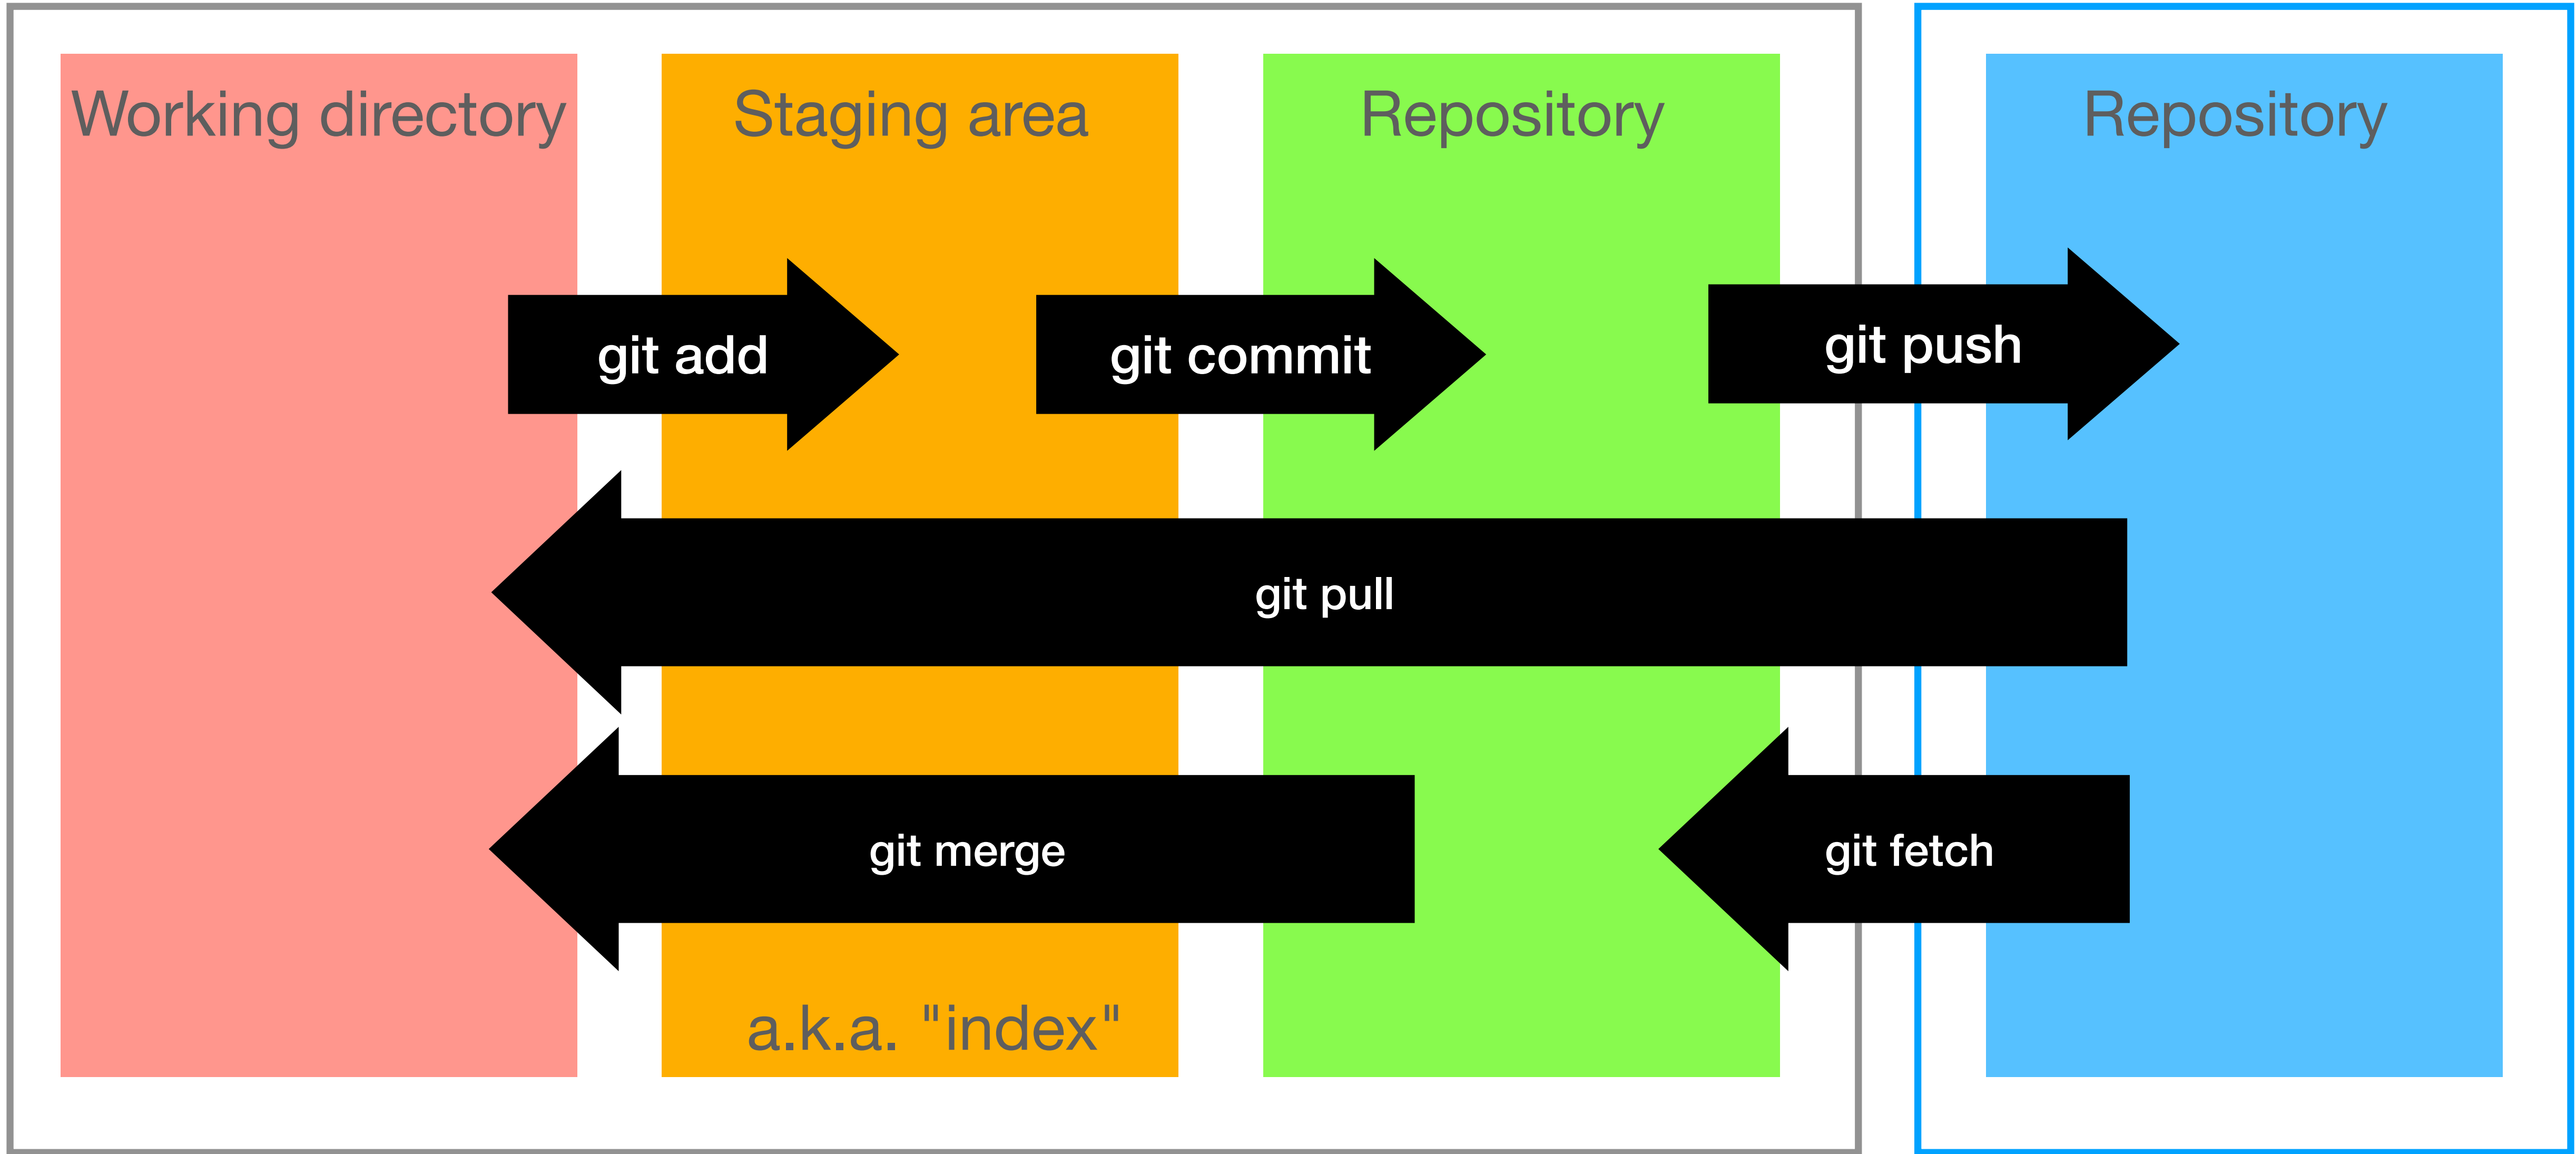 Working directory
Staging area
Repository
Repository
git add
git commit
git push
git pull
git merge
git fetch
a.k.a. "index"